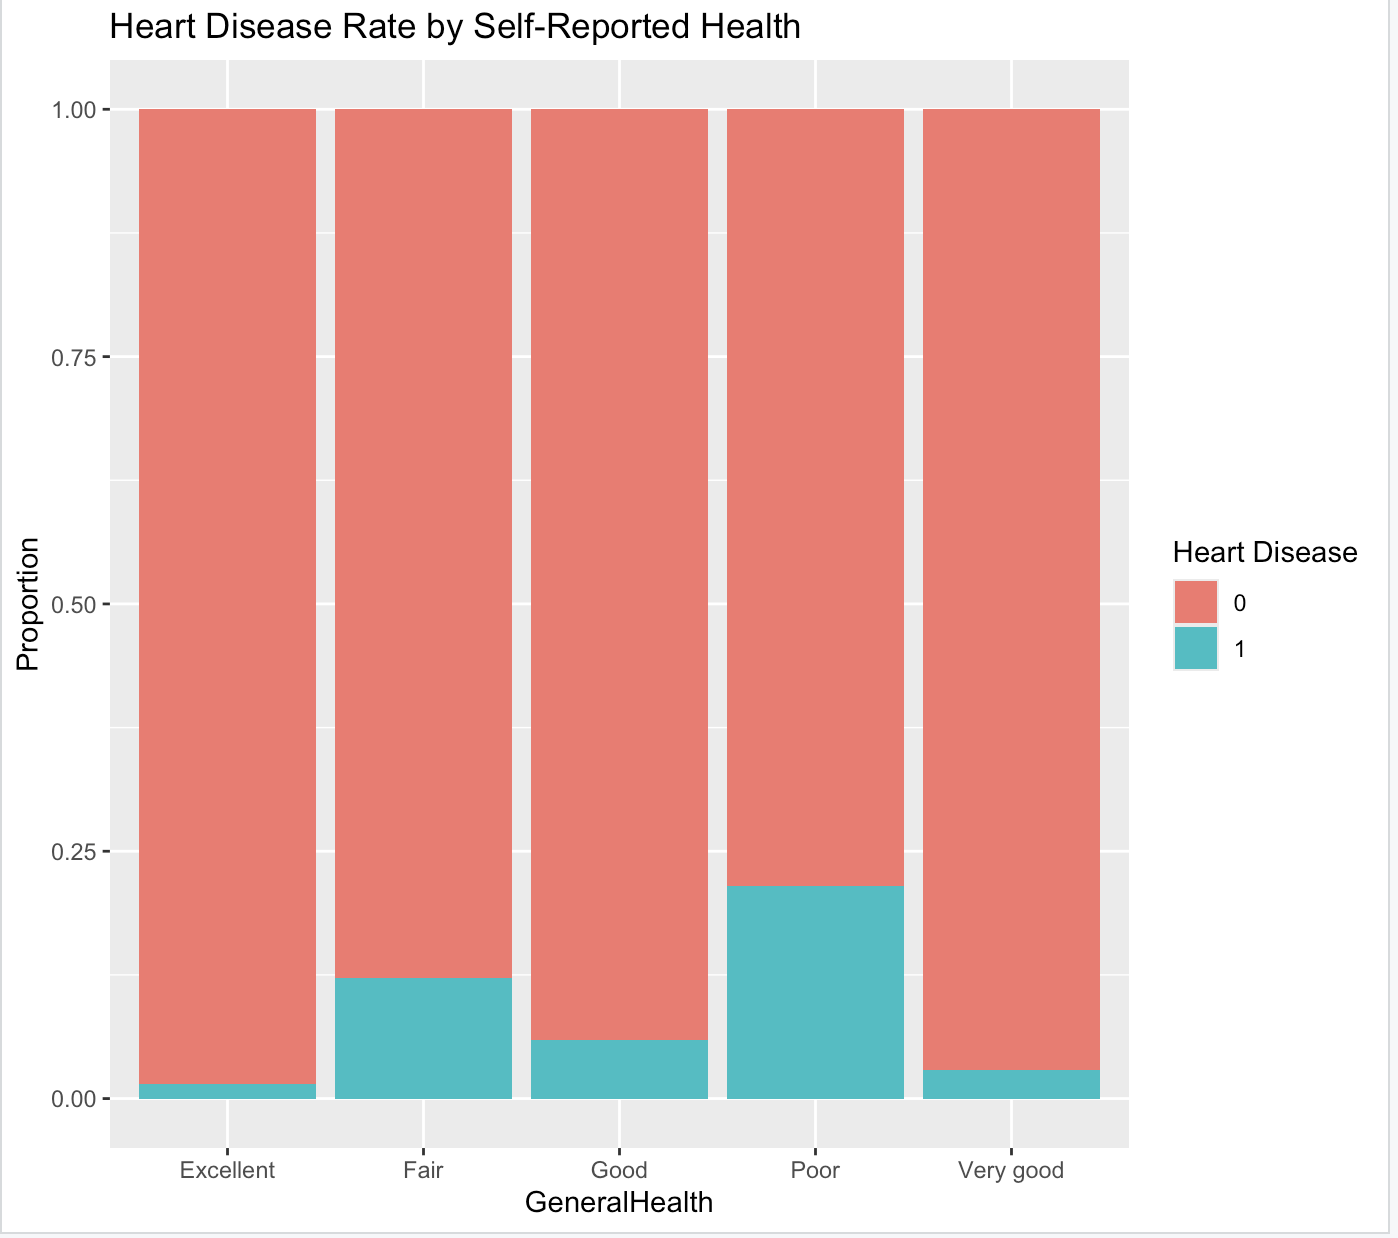 Heart Disease Rate by Self-Reported Health
1.00
0.75
0.50
0.25
0.00
Proportion
Excellent Fair Good Poor Very good
GeneralHealth
Heart Disease
0
1